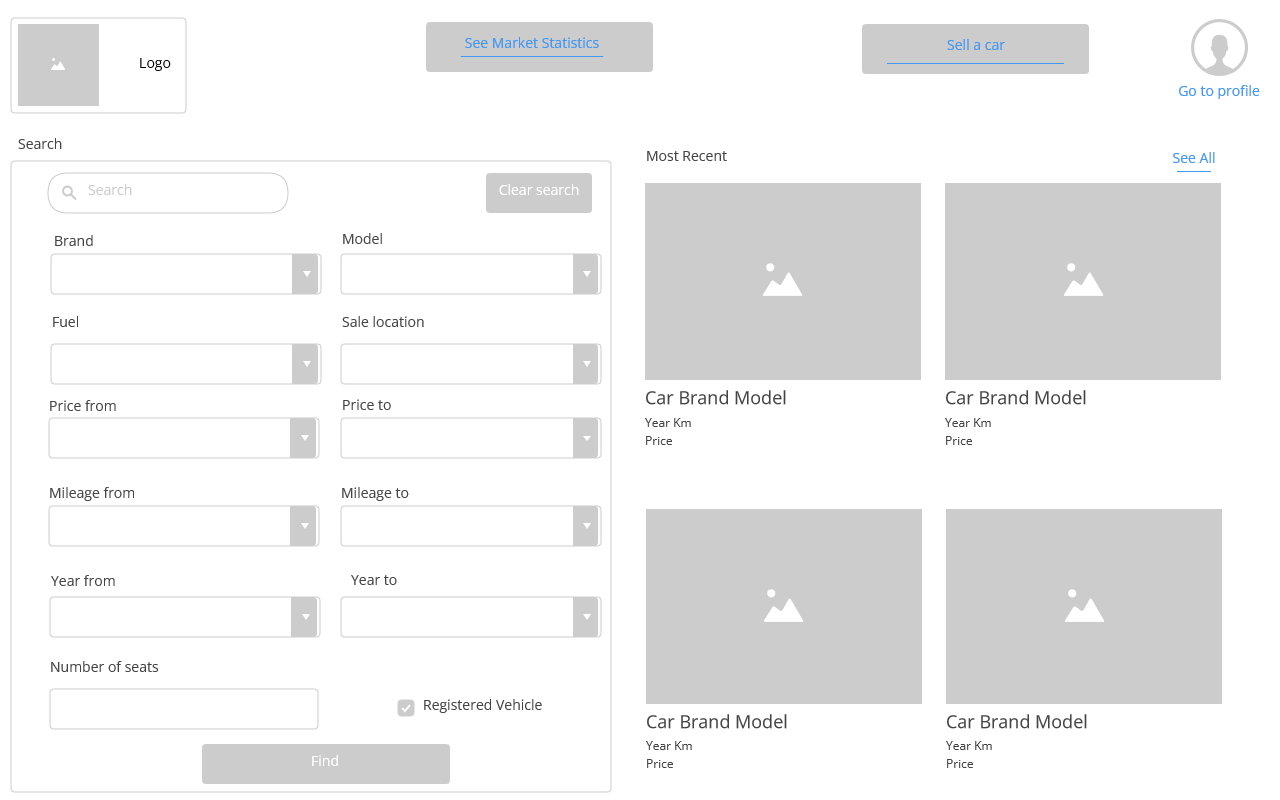 Logo
See Market Statistics
Sell a car
Go to profile
Search
Search
Clear search
Brand
Model
Fuel
Sale location
Price from
Price to
Mileage from
Mileage to
Year from
Year to
Number of seats
Registered Vehicle
Find
Most Recent
See All
Car Brand Model
Year Km
Price
Car Brand Model
Year Km
Price
Car Brand Model
Year Km
Price
Car Brand Model
Year Km
Price